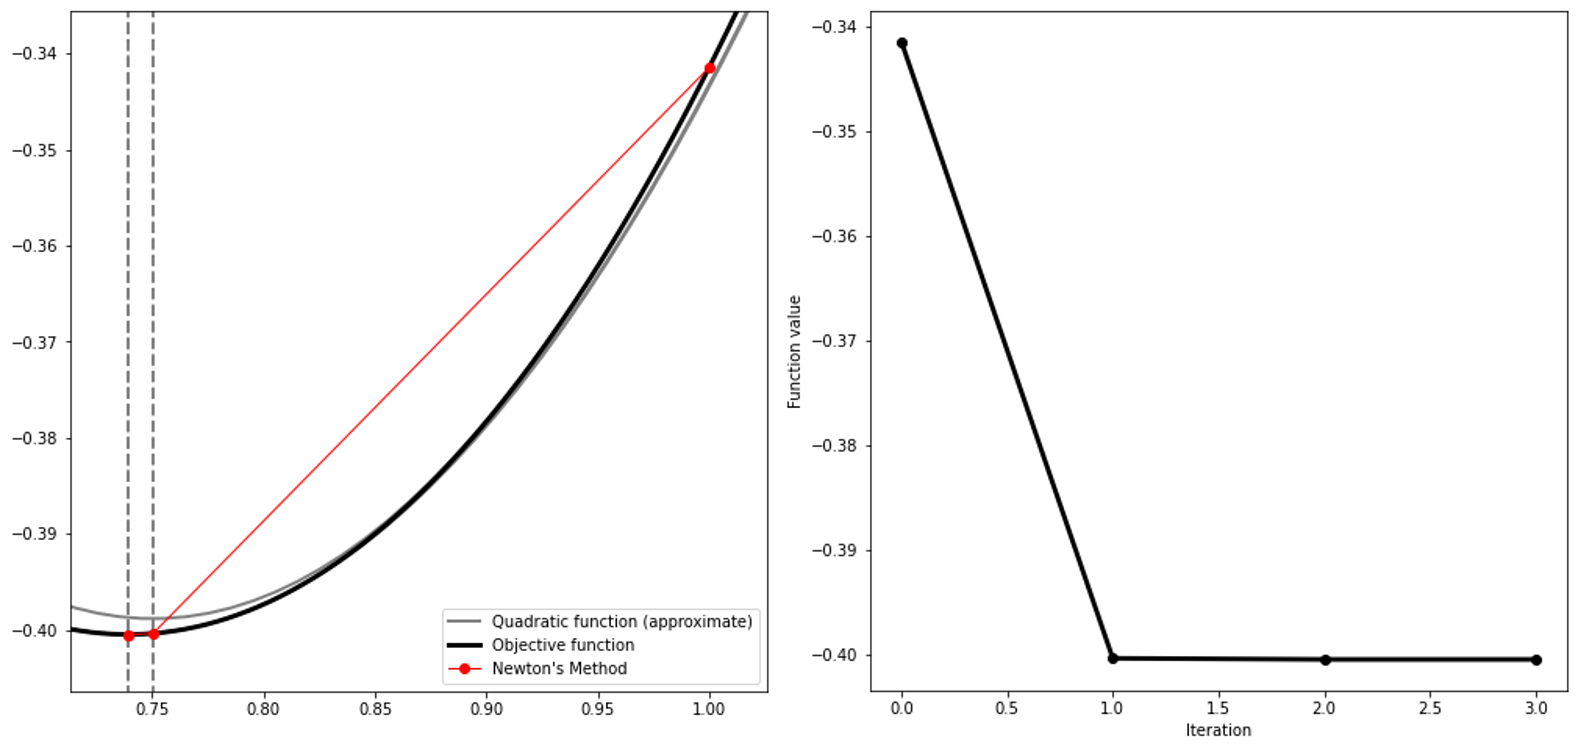 −0.34
−0.35
−0.36
−0.37
−0.38
−0.39
−0.40
0.75 0.80 0.85 0.90 0.95 1.00
Quadratic function (approximate)
Objective function
Newton's Method
Function value
−0.34
−0.35
−0.36
−0.37
−0.38
−0.39
−0.40
0.0 0.5 1.0 1.5 2.0 2.5 3.0
Iteration